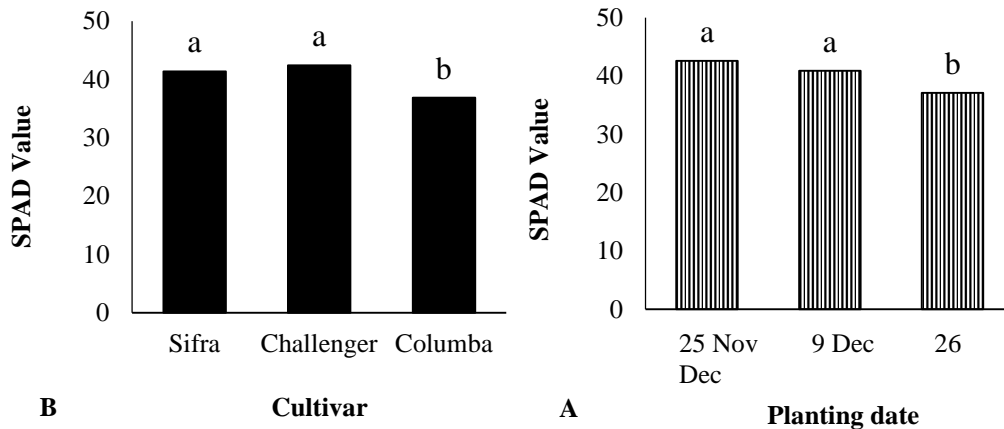 50
40
30
20
10
0
SPAD Value
a
a
b
Sifra
Challenger
Columba
B
Cultivar
50
40
30
20
10
0
SPAD Value
a
a
b
25 Nov
9 Dec
26
Dec
A
Planting date